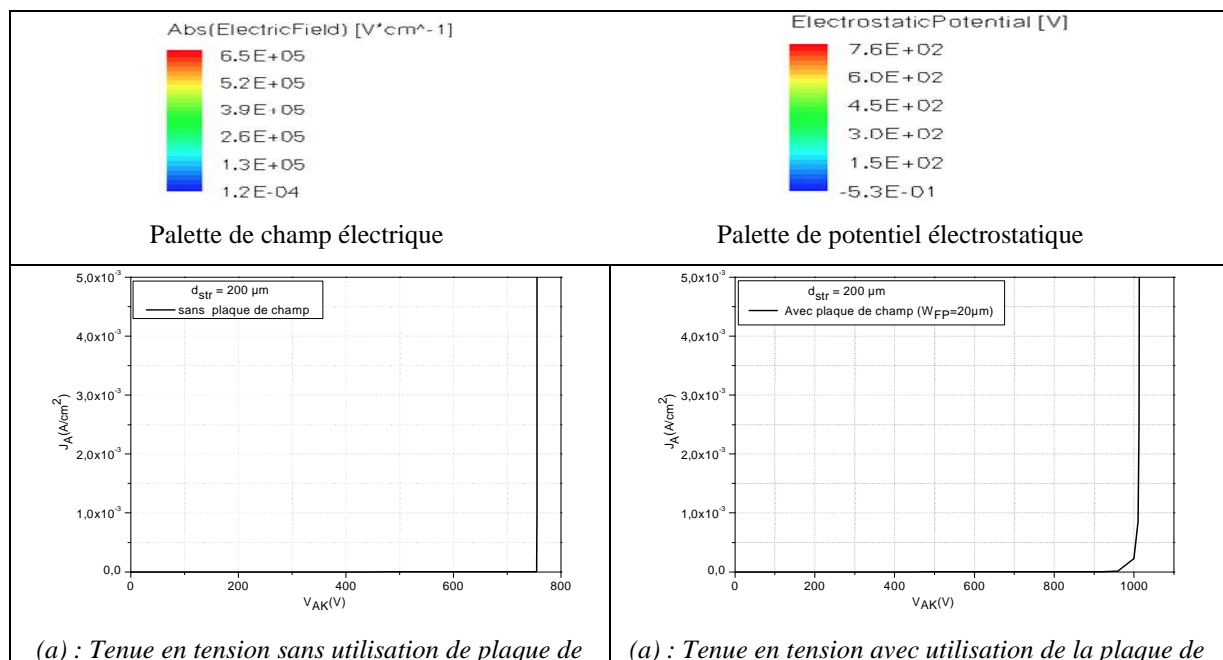 Abs(ElectricField) [V*cm^-1]
6.5E+05
5.2E+05
3.9E+05
2.6E+05
1.3E+05
1.2E-04
Palette de champ électrique
ElectrostaticPotential [V]
7.6E+02
6.0E+02
4.5E+02
3.0E+02
1.5E+02
-5.3E-01
Palette de potentiel électrostatique
5,0x10-3
4,0x10-3
3,0x10-3
2,0x10-3
1,0x10-3
0,0
JA(A/cm2)
dstr = 200 µm
sans plaque de champ
0 200 400 600 800
VAK(V)
(a) : Tenue en tension sans utilisation de plaque de
5,0x10-3
4,0x10-3
3,0x10-3
2,0x10-3
1,0x10-3
0,0
JA(A/cm2)
dstr = 200 µm
Avec plaque de champ (WFP=20µm)
0 200 400 600 800 1000
VAK(V)
(a) : Tenue en tension avec utilisation de la plaque de